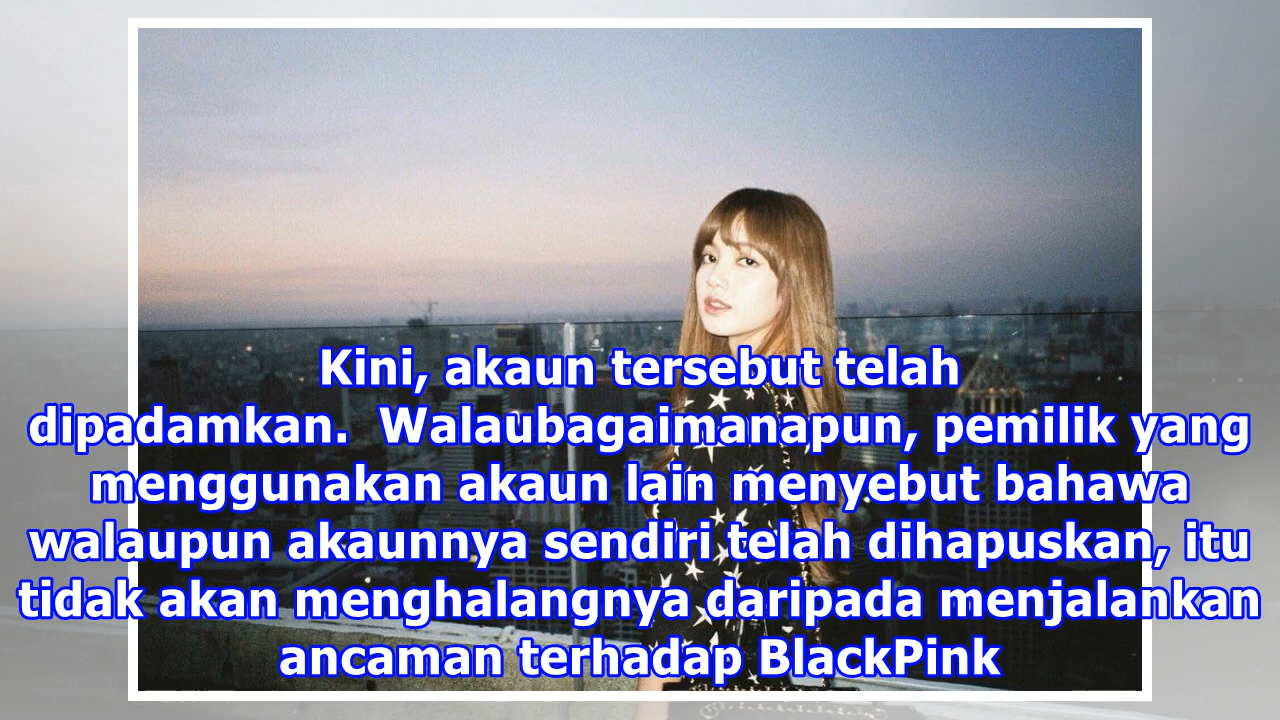 Kini, akaun tersebut telah
dipadamkan.  Walaubagaimanapun, pemilik yang
menggunakan akaun lain menyebut bahawa
walaupun akaunnya sendiri telah dihapuskan, itu
tidak akan menghalangnya daripada menjalankan
ancaman terhadap BlackPink